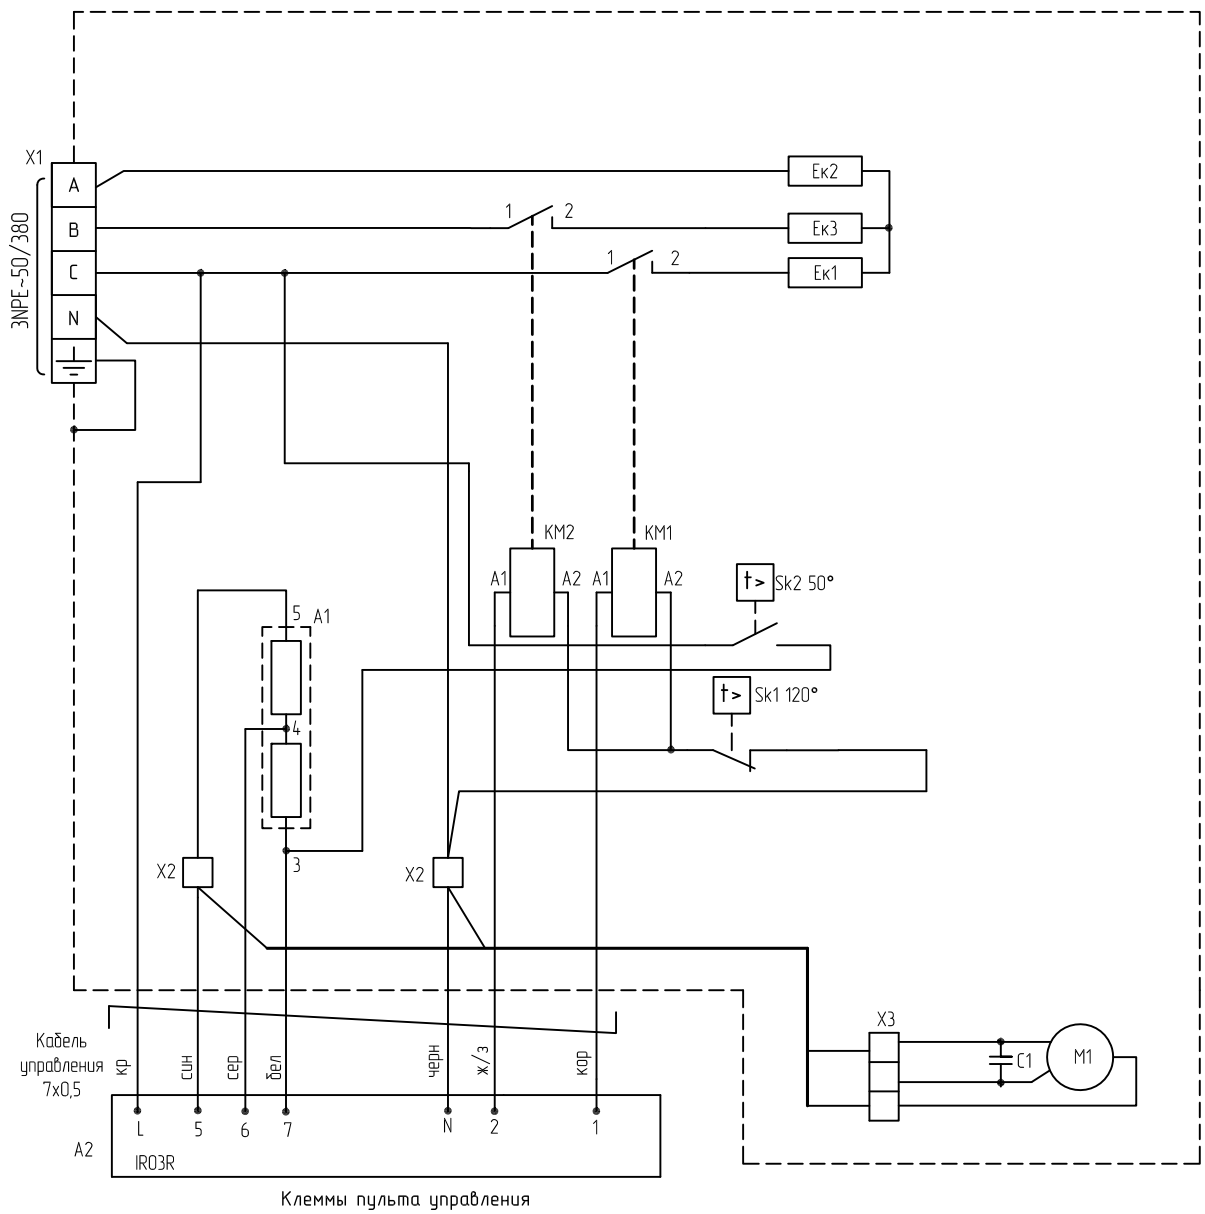 X1
A
B
C
N
3NPE~50/380
Ек2
1
2
Ек3
1
2
Ек1
KM2
KM1
A1
A2
A1
A2
t>
Sk2 50°
5
A1
t>
Sk1 120°
4
3
X2
X2
X3
C1
M1
Кабель
управления
7х0,5
кр
син
сер
бел
черн
ж/з
кор
L
5
6
7
N
2
1
A2
IR03R
Клеммы пульта управления